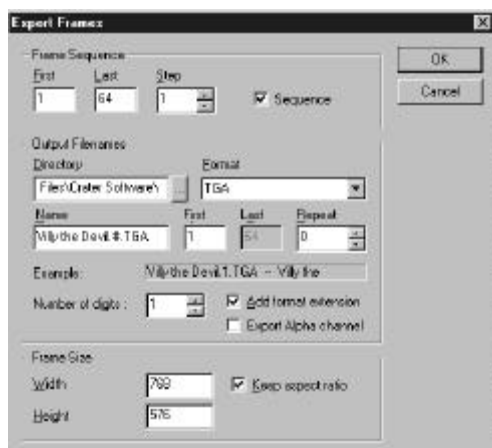 Export Frames
Frame Sequence
OK
First Last Step
1 64 1 Sequence
Cancel
Output Filenames
Directory Format
Files\Crater Software\ ... TGA
Name First Last Repeat
Villy the Devil #.TGA 1 64 0
Example: Villy the Devil 1.TGA -- Villy the
Number of digits : 1 Add format extension
Export Alpha channel
Frame Size
Width 768 Keep aspect ratio
Height 576